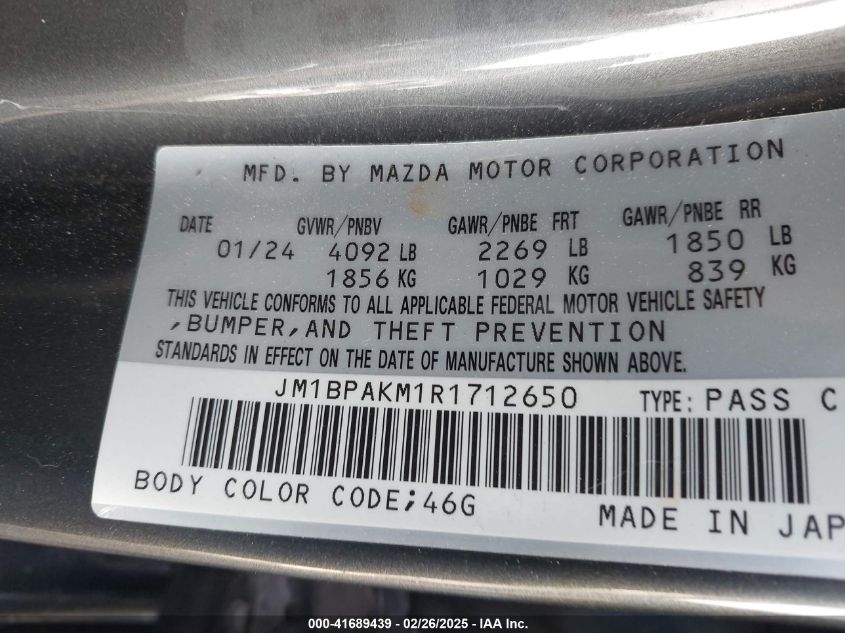 MFD. BY MAZDA MOTOR CORPORATION
DATE GVWR/PNBV GAWR/PNBE FRT GAWR/PNBE RR
01/24 4092 LB 2269 LB 1850 LB
1856 KG 1029 KG 839 KG
THIS VEHICLE CONFORMS TO ALL APPLICABLE FEDERAL MOTOR VEHICLE SAFETY
,BUMPER,AND THEFT PREVENTION
STANDARDS IN EFFECT ON THE DATE OF MANUFACTURE SHOWN ABOVE.
JM1BPAKM1R1712650 TYPE: PASS C
BODY COLOR CODE;46G
MADE IN JAP
000-41689439 - 02/26/2025 - IAA Inc.